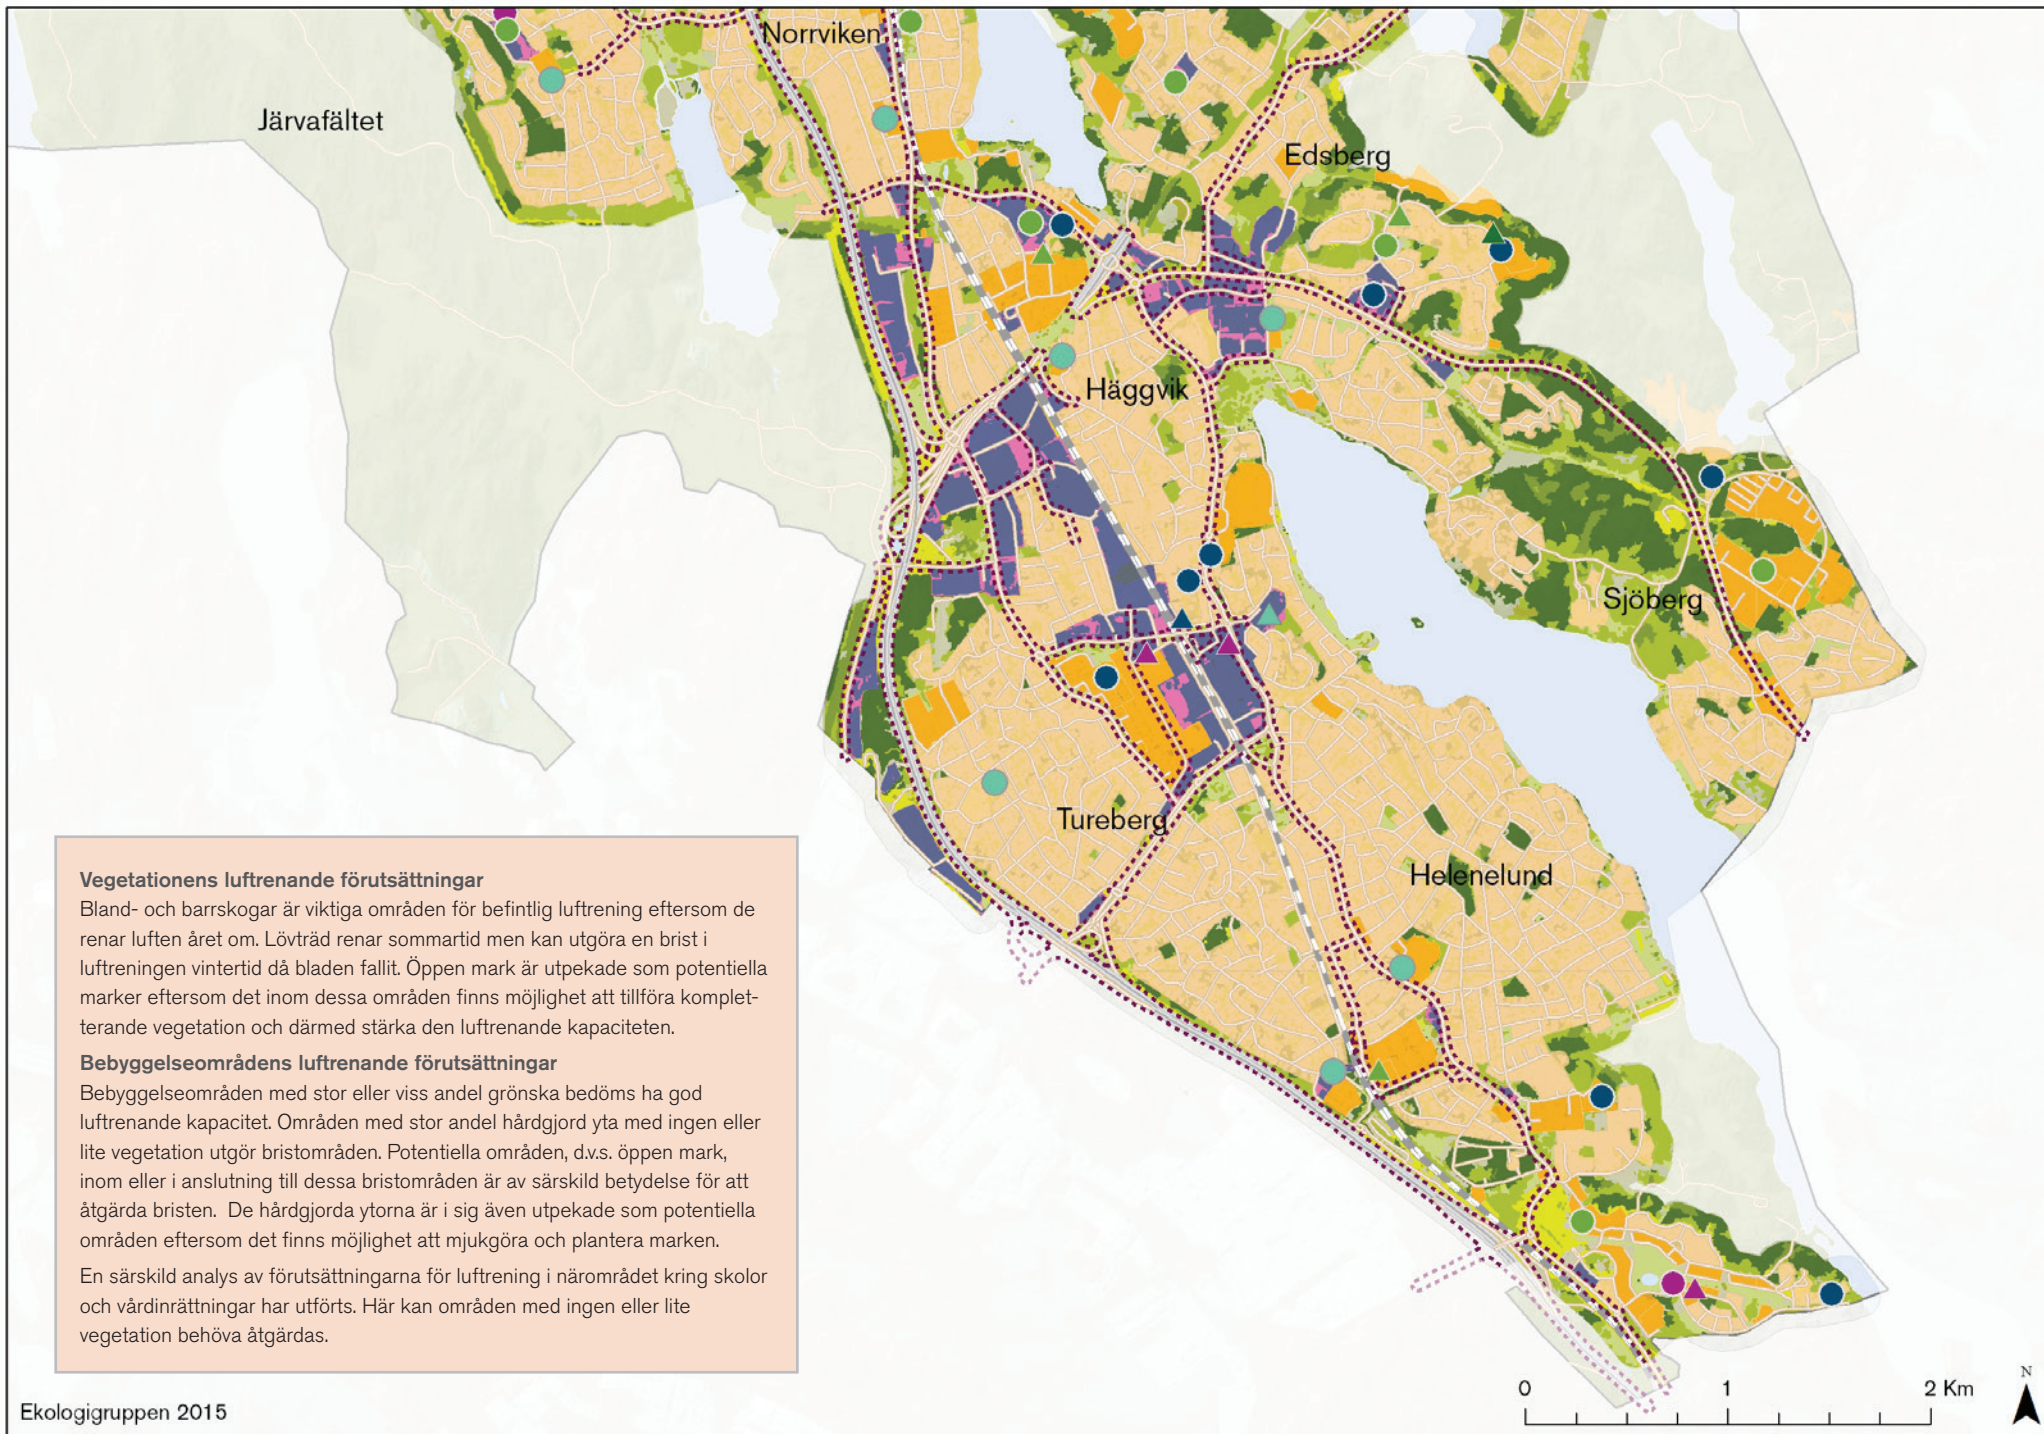 Norrviken
Järvafältet
Edsberg
Häggvik
Sjöberg
Tureberg
Helenelund
Vegetationens luftrenande förutsättningar
Bland- och barrskogar är viktiga områden för befintlig luftrening eftersom de
renar luften året om. Lövträd renar sommartid men kan utgöra en brist i
luftreningen vintertid då bladen fallit. Öppen mark är utpekade som potentiella
marker eftersom det inom dessa områden finns möjlighet att tillföra komplet-
terande vegetation och därmed stärka den luftrenande kapaciteten.
Bebyggelseområdens luftrenande förutsättningar
Bebyggelseområden med stor eller viss andel grönska bedöms ha god
luftrenande kapacitet. Områden med stor andel hårdgjord yta med ingen eller
lite vegetation utgör bristområden. Potentiella områden, d.v.s. öppen mark,
inom eller i anslutning till dessa bristområden är av särskild betydelse för att
åtgärda bristen. De hårdgjorda ytorna är i sig även utpekade som potentiella
områden eftersom det finns möjlighet att mjukgöra och plantera marken.
En särskild analys av förutsättningarna för luftrening i närområdet kring skolor
och vårdinrättningar har utförts. Här kan områden med ingen eller lite
vegetation behöva åtgärdas.
Ekologigruppen 2015
0 1 2 Km
N